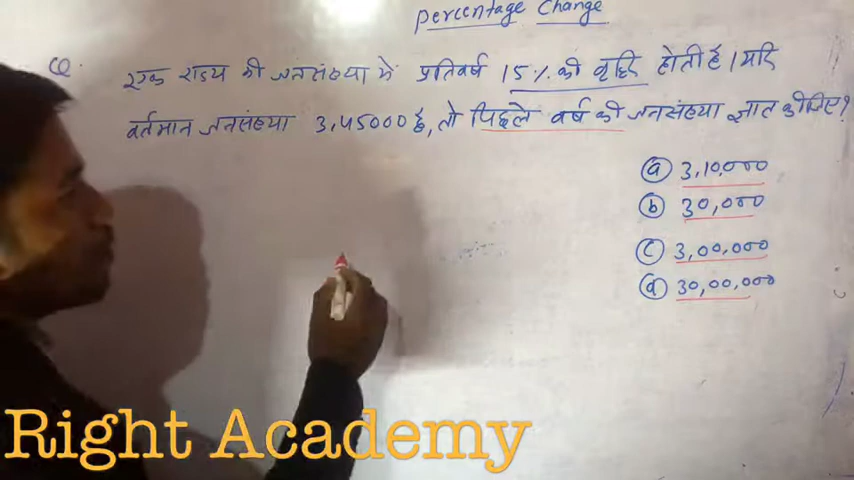 Percentage Change
Q एक राज्य की जनसंख्या में प्रतिवर्ष 15% की वृद्धि होती है। यदि
वर्तमान जनसंख्या 3,45000 है, तो पिछले वर्ष की जनसंख्या ज्ञात कीजिए?
(a) 3,10,000
(b) 30,000
(c) 3,00,000
(d) 30,00,000
Right Academy